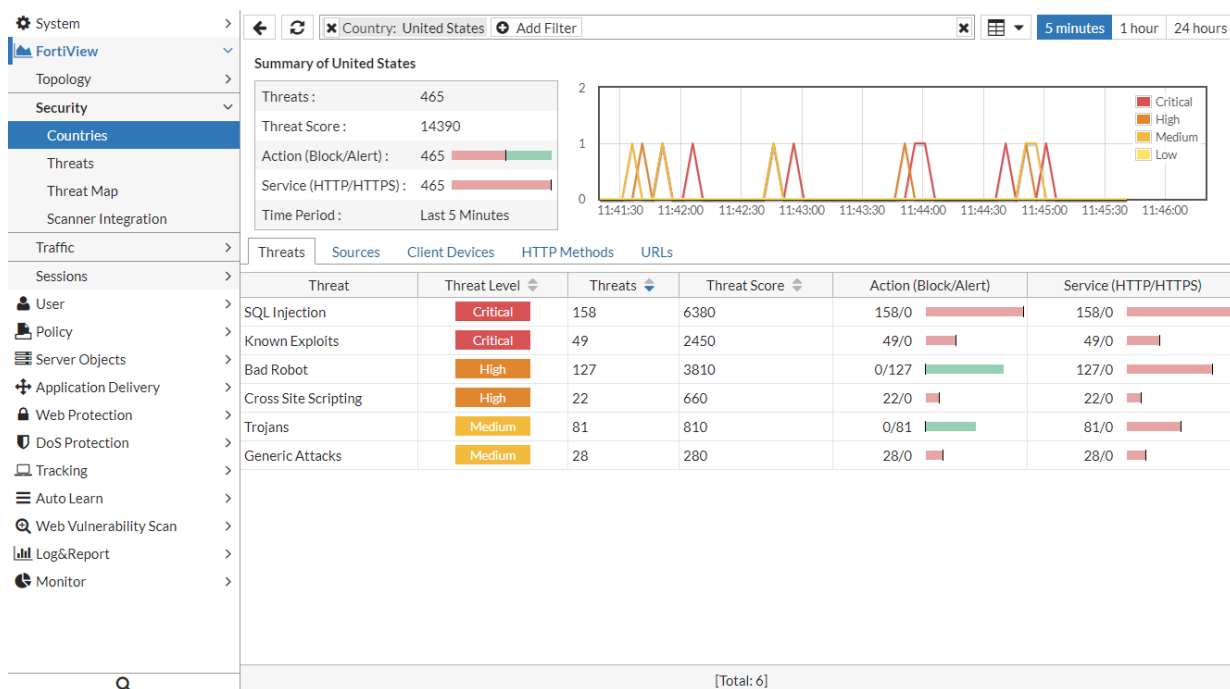 System
FortiView
Topology
Security
Countries
Threats
Threat Map
Scanner Integration
Traffic
Sessions
User
Policy
Server Objects
Application Delivery
Web Protection
DoS Protection
Tracking
Auto Learn
Web Vulnerability Scan
Log&Report
Monitor
Country: United States Add Filter 5 minutes 1 hour 24 hours
Summary of United States
Threats : 465
Threat Score : 14390
Action (Block/Alert) : 465
Service (HTTP/HTTPS) : 465
Time Period : Last 5 Minutes
2
1
0
11:41:30 11:42:00 11:42:30 11:43:00 11:43:30 11:44:00 11:44:30 11:45:00 11:45:30 11:46:00
Critical
High
Medium
Low
Threats Sources Client Devices HTTP Methods URLs
Threat Threat Level Threats Threat Score Action (Block/Alert) Service (HTTP/HTTPS)
SQL Injection Critical 158 6380 158/0 158/0
Known Exploits Critical 49 2450 49/0 49/0
Bad Robot High 127 3810 0/127 127/0
Cross Site Scripting High 22 660 22/0 22/0
Trojans Medium 81 810 0/81 81/0
Generic Attacks Medium 28 280 28/0 28/0
[Total: 6]